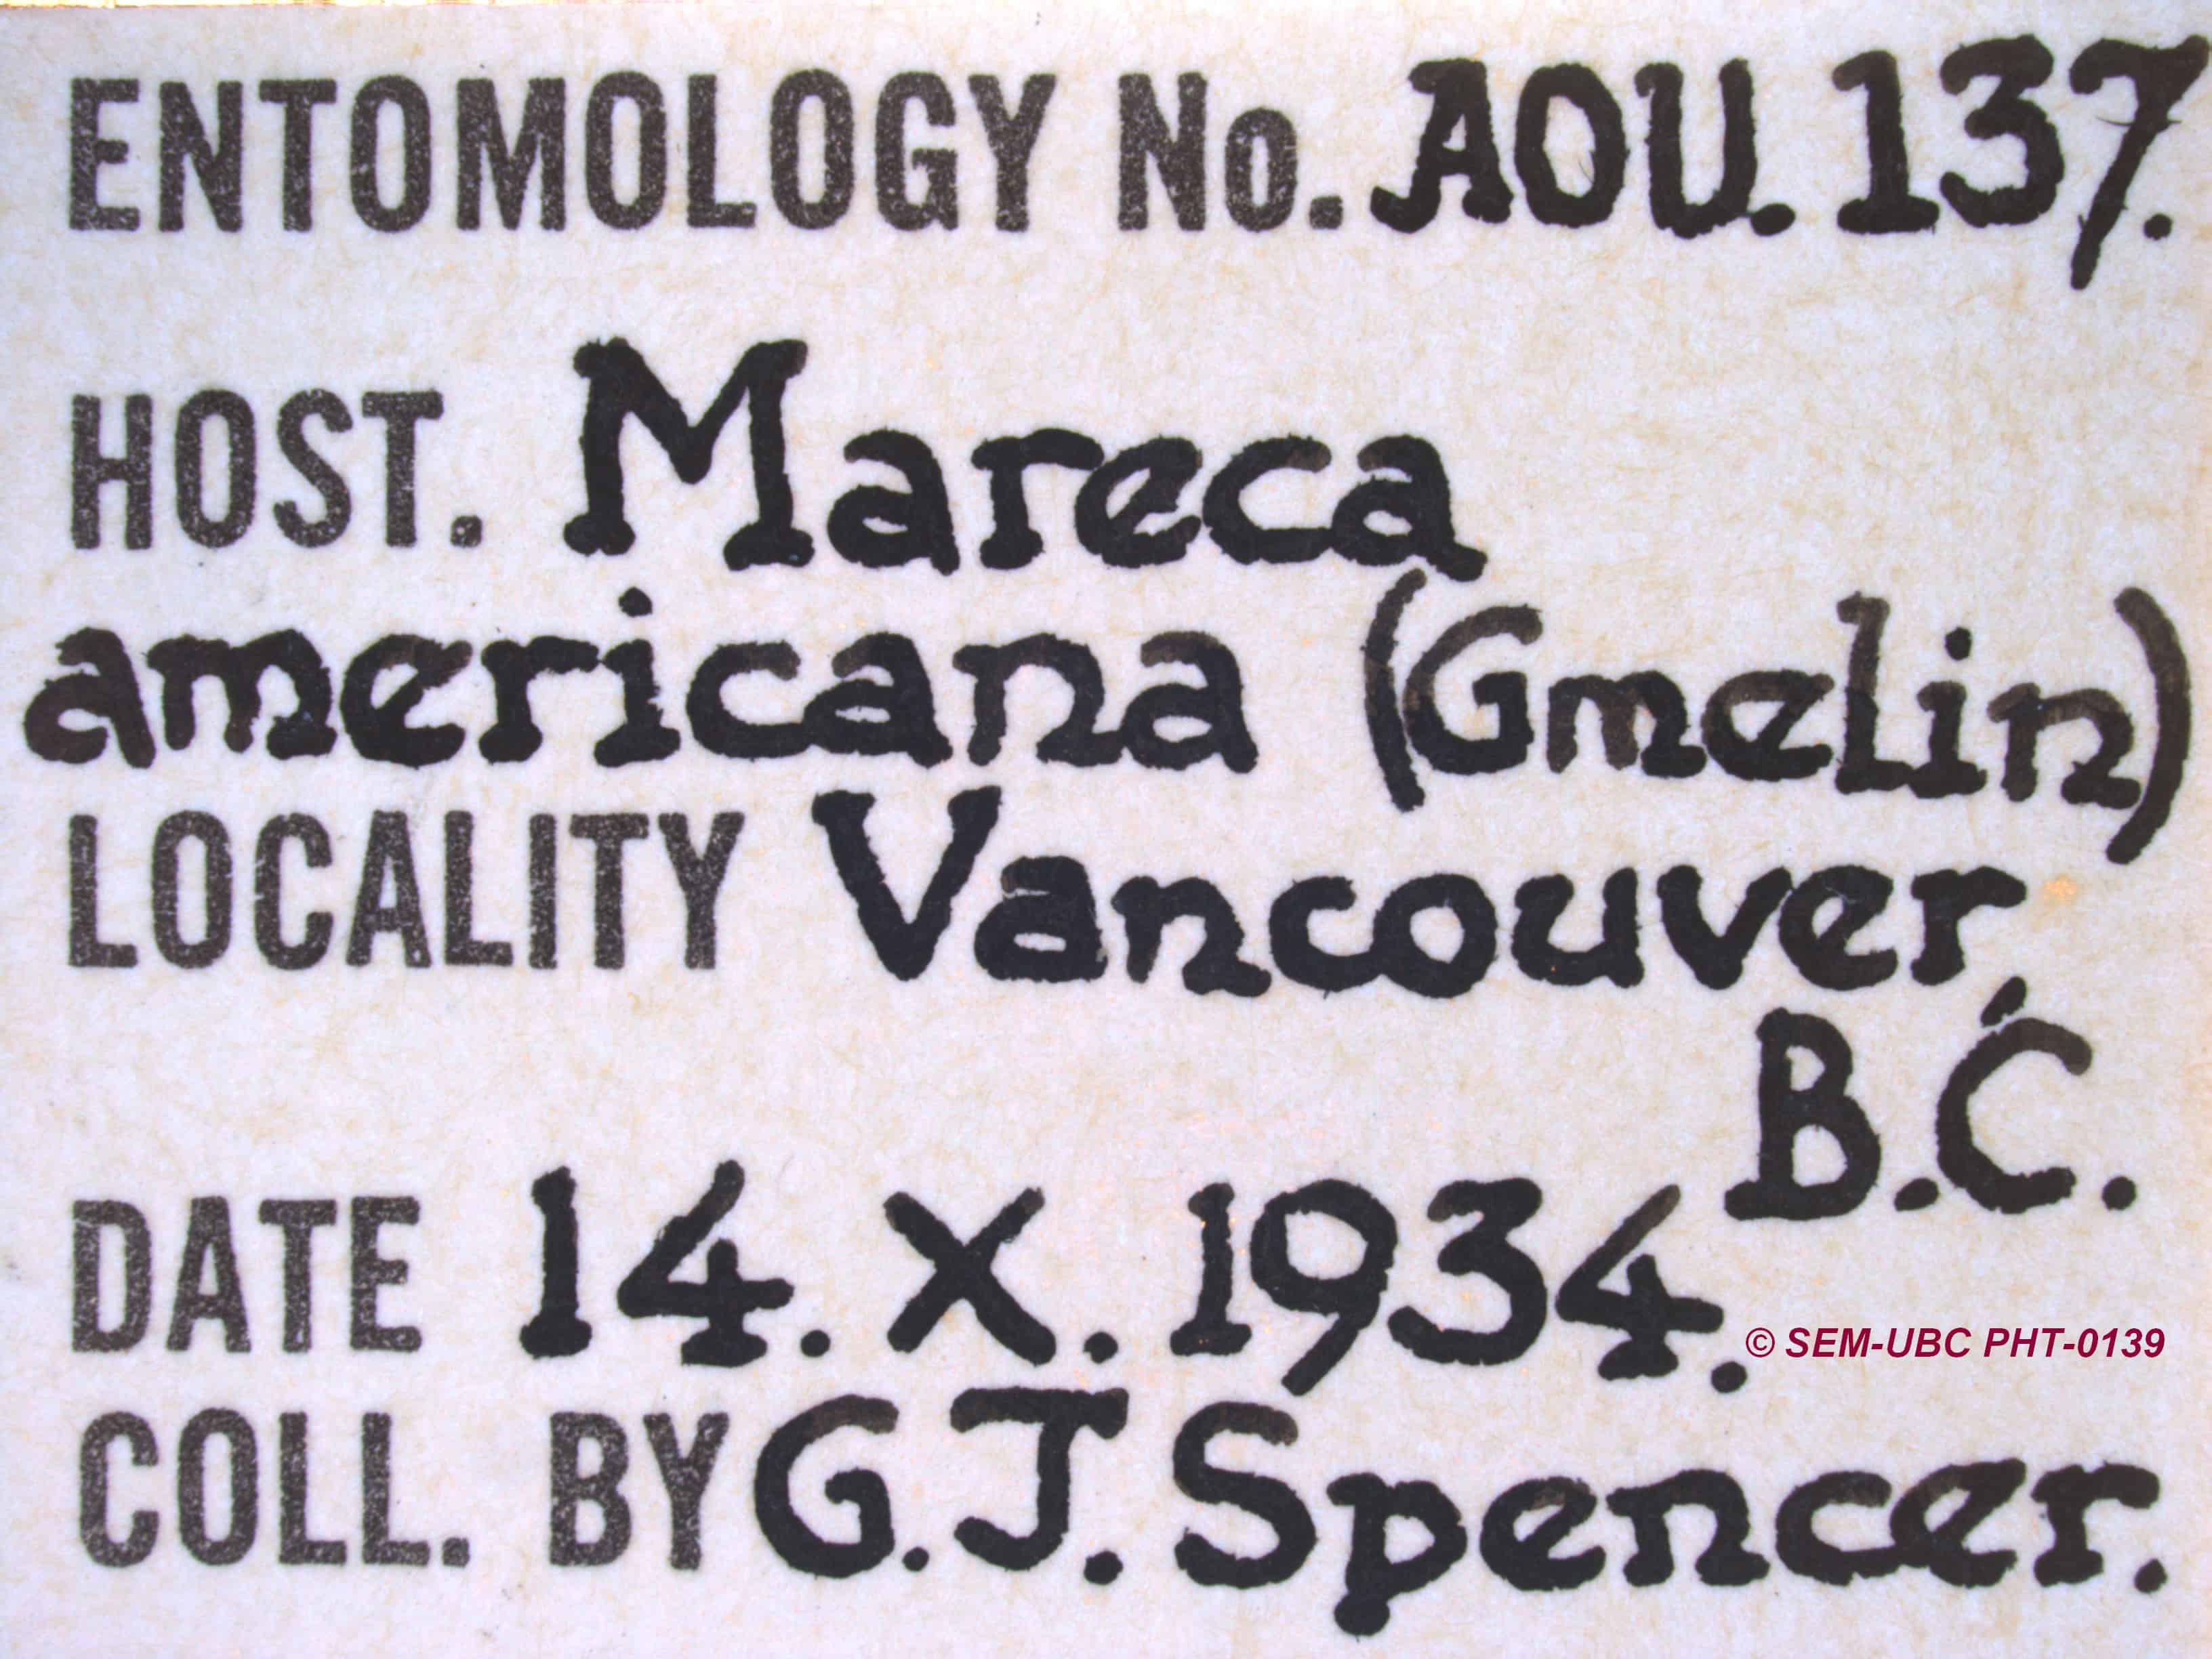 ENTOMOLOGY No. AOU. 137.
HOST. Mareca
americana (Gmelin)
LOCALITY Vancouver,
B.C.
DATE 14. X. 1934.
© SEM-UBC PHT-0139
COLL. BY G.J. Spencer.